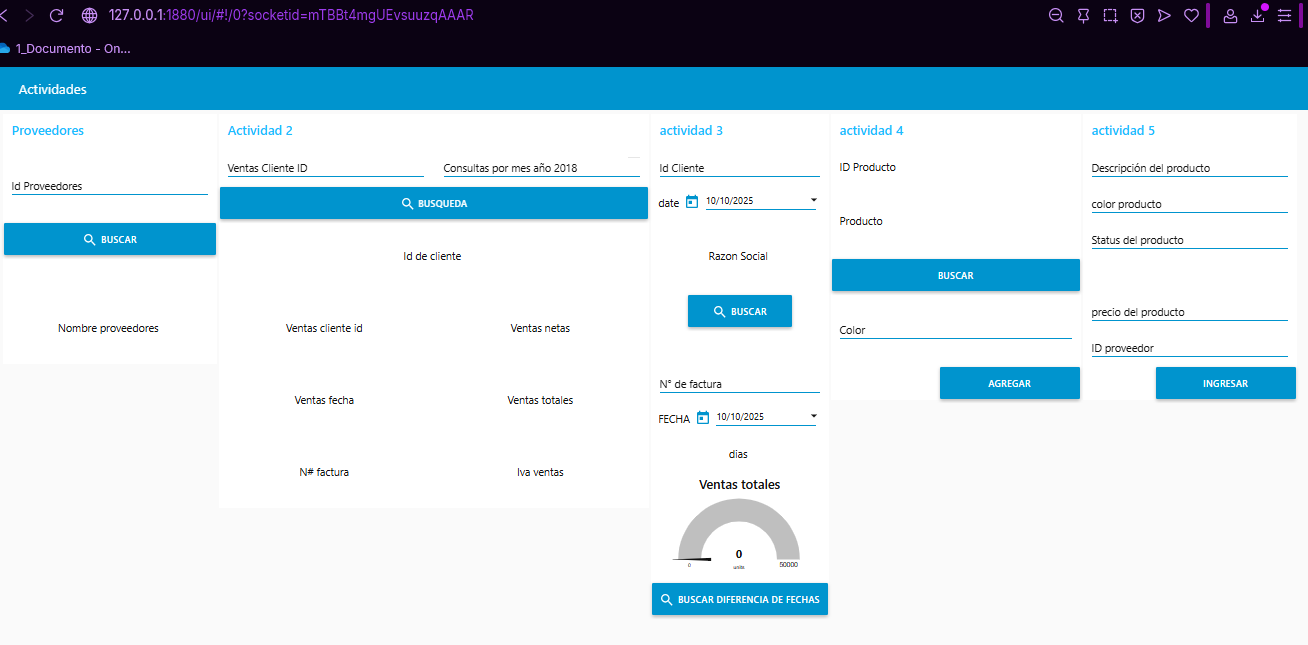 127.0.0.1:1880/ui/#!/0?socketid=mTBBt4mgUEvsuuzqAAAR
1_Documento - On...
Actividades
Proveedores
Id Proveedores
BUSCAR
Nombre proveedores
Actividad 2
Ventas Cliente ID
Consultas por mes año 2018
BUSQUEDA
Id de cliente
Ventas cliente id
Ventas netas
Ventas fecha
Ventas totales
N# factura
Iva ventas
actividad 3
Id Cliente
date 10/10/2025
Razon Social
BUSCAR
N° de factura
FECHA 10/10/2025
dias
Ventas totales
0
0 units 50000
BUSCAR DIFERENCIA DE FECHAS
actividad 4
ID Producto
Producto
BUSCAR
Color
AGREGAR
actividad 5
Descripción del producto
color producto
Status del producto
precio del producto
ID proveedor
INGRESAR